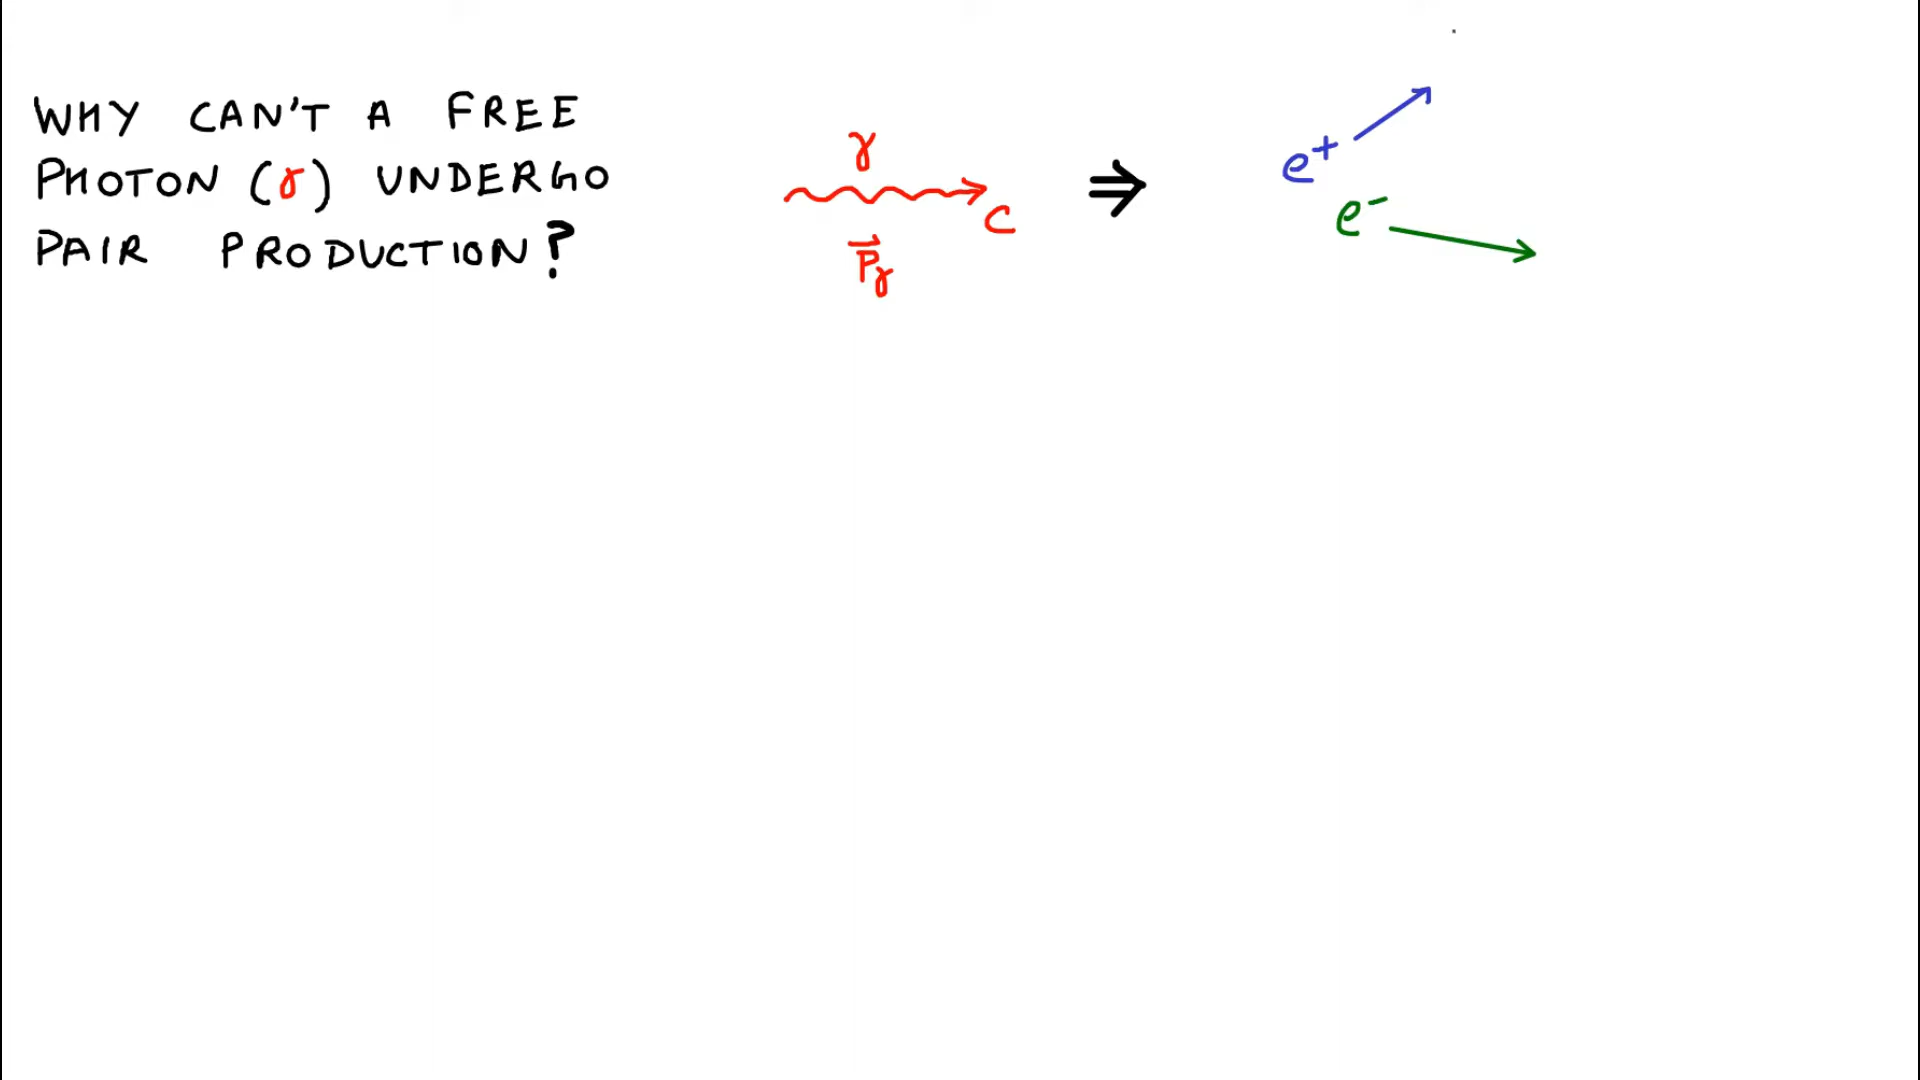 WHY CAN'T A FREE
PHOTON (γ) UNDERGO
PAIR PRODUCTION?
γ
C
⇒
P⃗γ
e⁺
e⁻